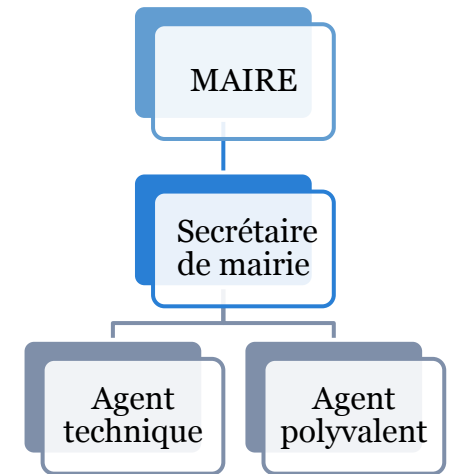 MAIRE
Secrétaire
de mairie
Agent
technique
Agent
polyvalent